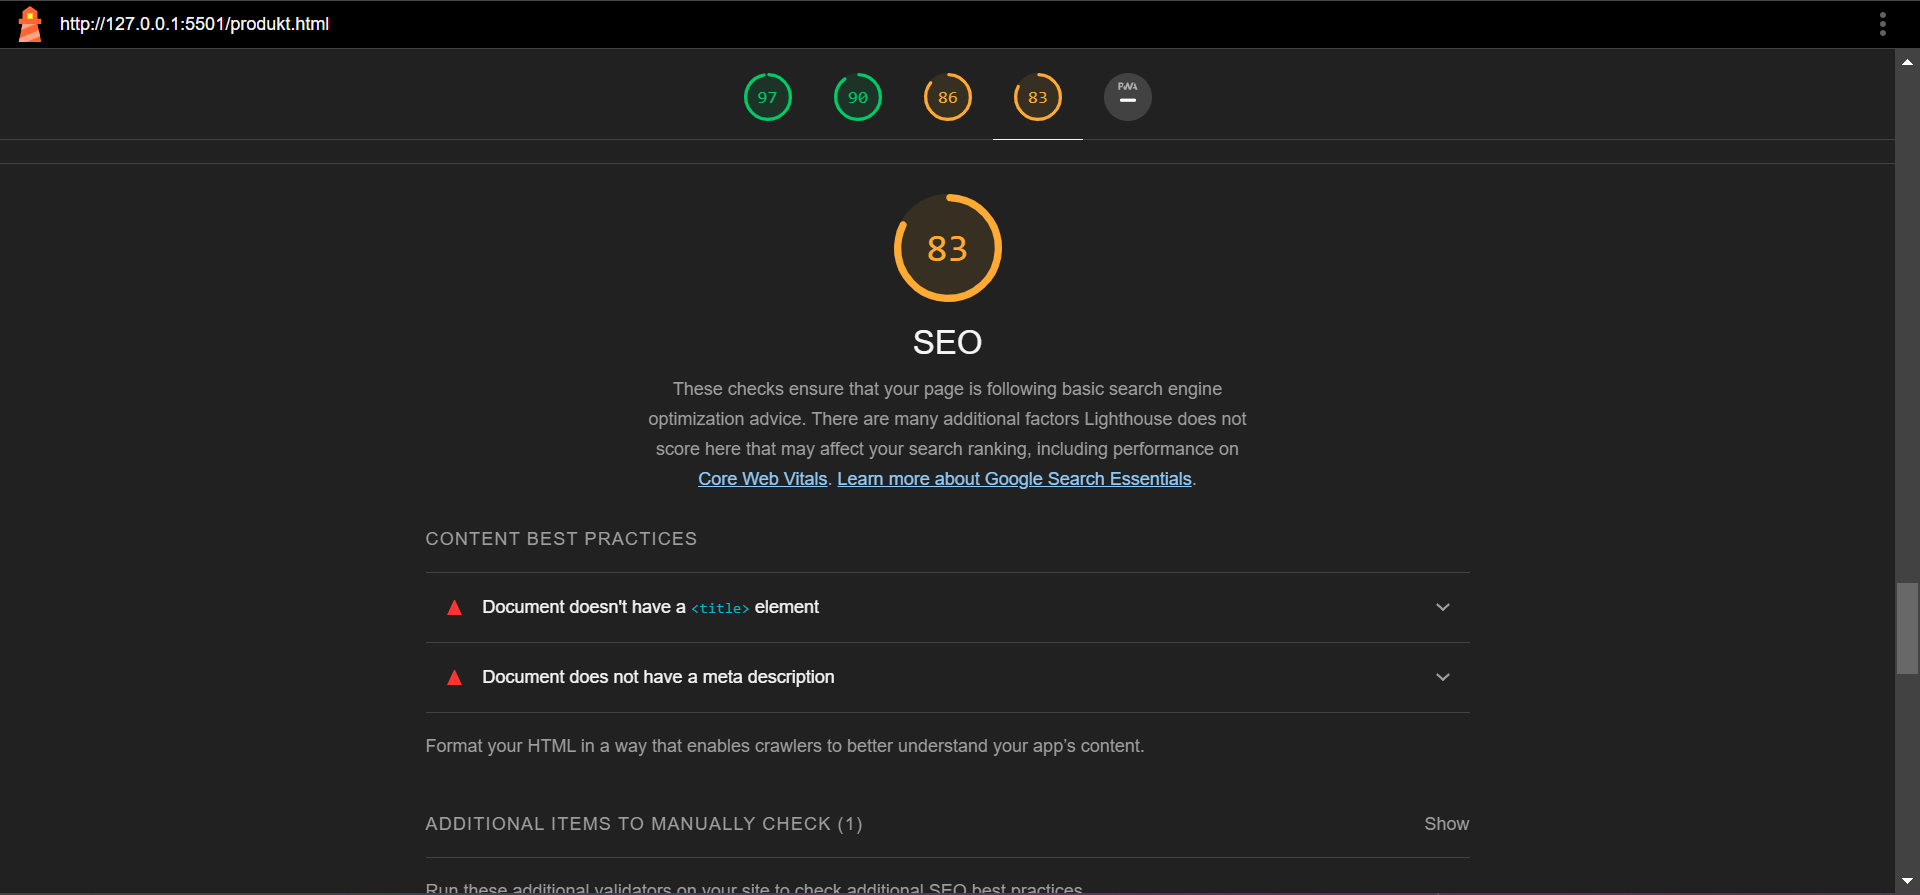 http://127.0.0.1:5501/produkt.html
97 90 86 83 PWA
83
SEO
These checks ensure that your page is following basic search engine
optimization advice. There are many additional factors Lighthouse does not
score here that may affect your search ranking, including performance on
Core Web Vitals. Learn more about Google Search Essentials.
CONTENT BEST PRACTICES
Document doesn't have a <title> element
Document does not have a meta description
Format your HTML in a way that enables crawlers to better understand your app’s content.
ADDITIONAL ITEMS TO MANUALLY CHECK (1) Show
Run these additional validators on your site to check additional SEO best practices.